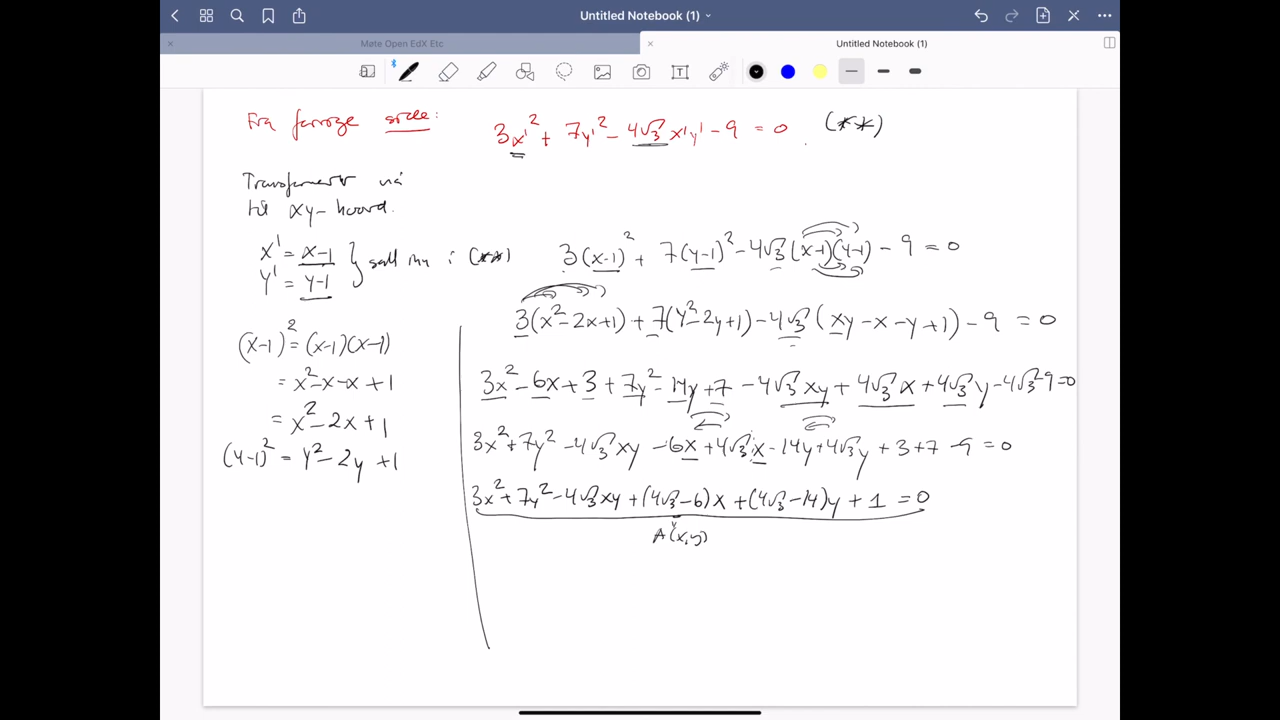 Untitled Notebook (1)
Møte Open EdX Etc
Untitled Notebook (1)
Fra forrige side: 3x'² + 7y'² - 4√3 x'y' - 9 = 0 (**)
Transformerer nå
til xy-koord.
x' = x-1
y' = y-1 } sett inn i (**)
3(x-1)² + 7(y-1)² - 4√3 (x-1)(y-1) - 9 = 0
3(x² - 2x + 1) + 7(y² - 2y + 1) - 4√3 (xy - x - y + 1) - 9 = 0
3x² - 6x + 3 + 7y² - 14y + 7 - 4√3 xy + 4√3 x + 4√3 y - 4√3 - 9 = 0
3x² + 7y² - 4√3 xy - 6x + 4√3 x - 14y + 4√3 y + 3 + 7 - 9 = 0
3x² + 7y² - 4√3 xy + (4√3 - 6)x + (4√3 - 14)y + 1 = 0
A(x,y)
(x-1)² = (x-1)(x-1)
= x² - x - x + 1
= x² - 2x + 1
(y-1)² = y² - 2y + 1